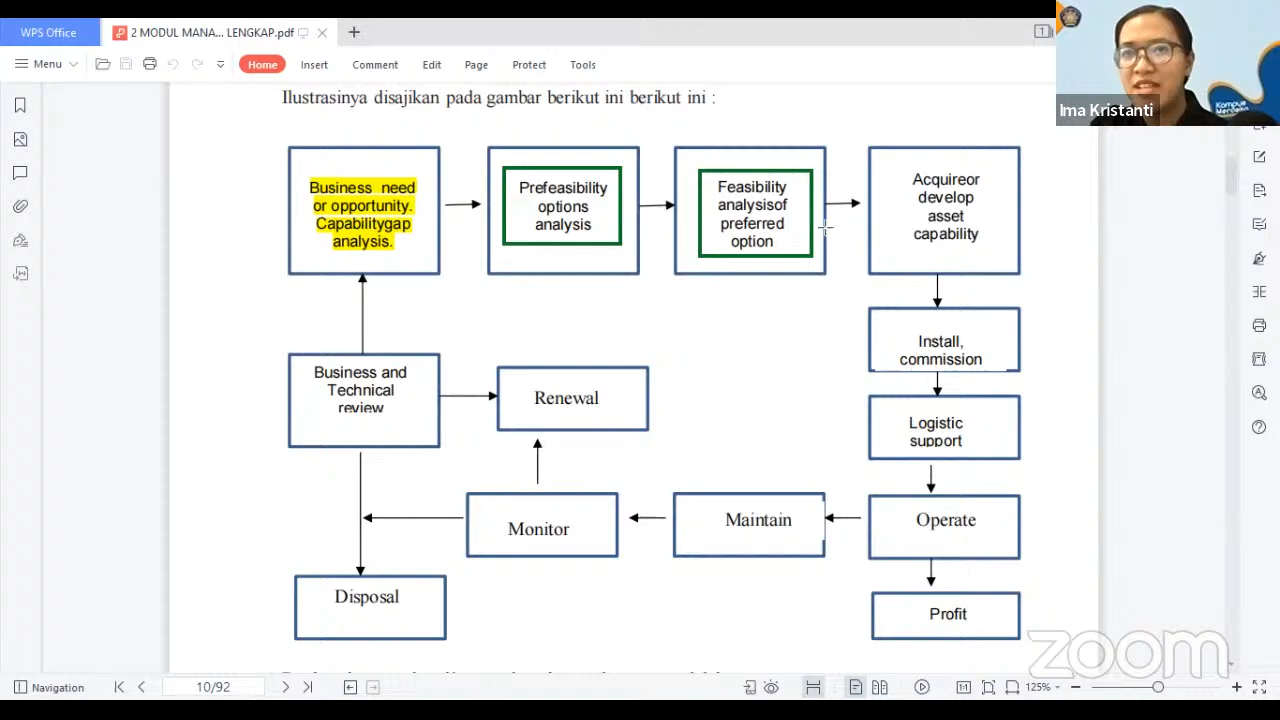 WPS Office
2 MODUL MANA... LENGKAP.pdf
1
Menu
Home
Insert
Comment
Edit
Page
Protect
Tools
Ima Kristanti
Ilustrasinya disajikan pada gambar berikut ini berikut ini :
Business need
or opportunity.
Capabilitygap
analysis.
Prefeasibility
options
analysis
Feasibility
analysisof
preferred
option
Acquireor
develop
asset
capability
Install,
commission
Business and
Technical
review
Renewal
Logistic
support
Monitor
Maintain
Operate
Disposal
Profit
zoom
Navigation
10/92
125%